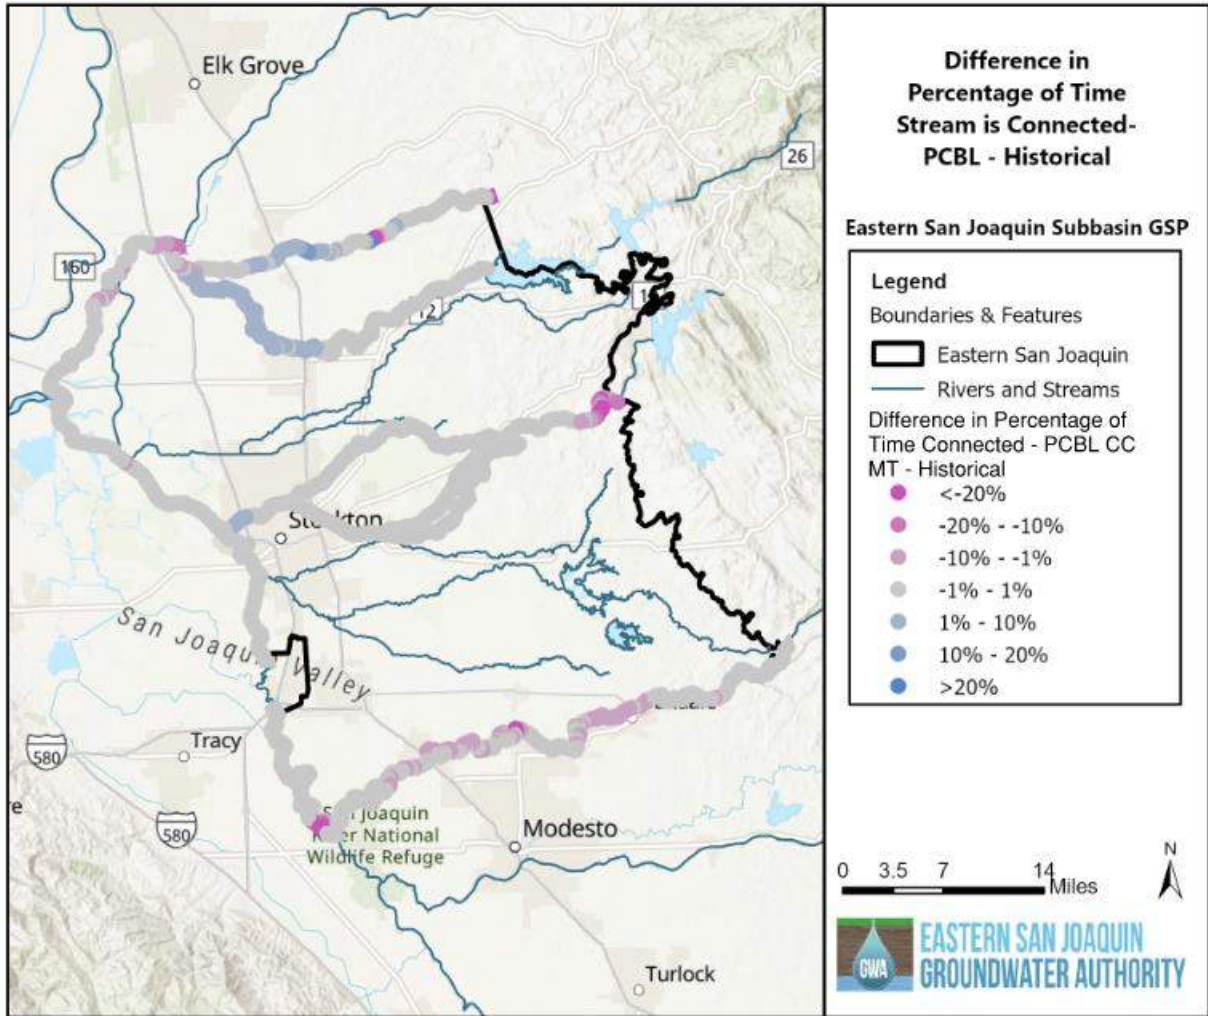 Elk Grove
26
160
12
Stockton
San Joaquin Valley
Tracy
580
580
San Joaquin
River National
Wildlife Refuge
Modesto
Turlock
Difference in
Percentage of Time
Stream is Connected-
PCBL - Historical
Eastern San Joaquin Subbasin GSP
Legend
Boundaries & Features
Eastern San Joaquin
Rivers and Streams
Difference in Percentage of
Time Connected - PCBL CC
MT - Historical
<-20%
-20% - -10%
-10% - -1%
-1% - 1%
1% - 10%
10% - 20%
>20%
N
0 3.5 7 14
Miles
GWA
EASTERN SAN JOAQUIN
GROUNDWATER AUTHORITY